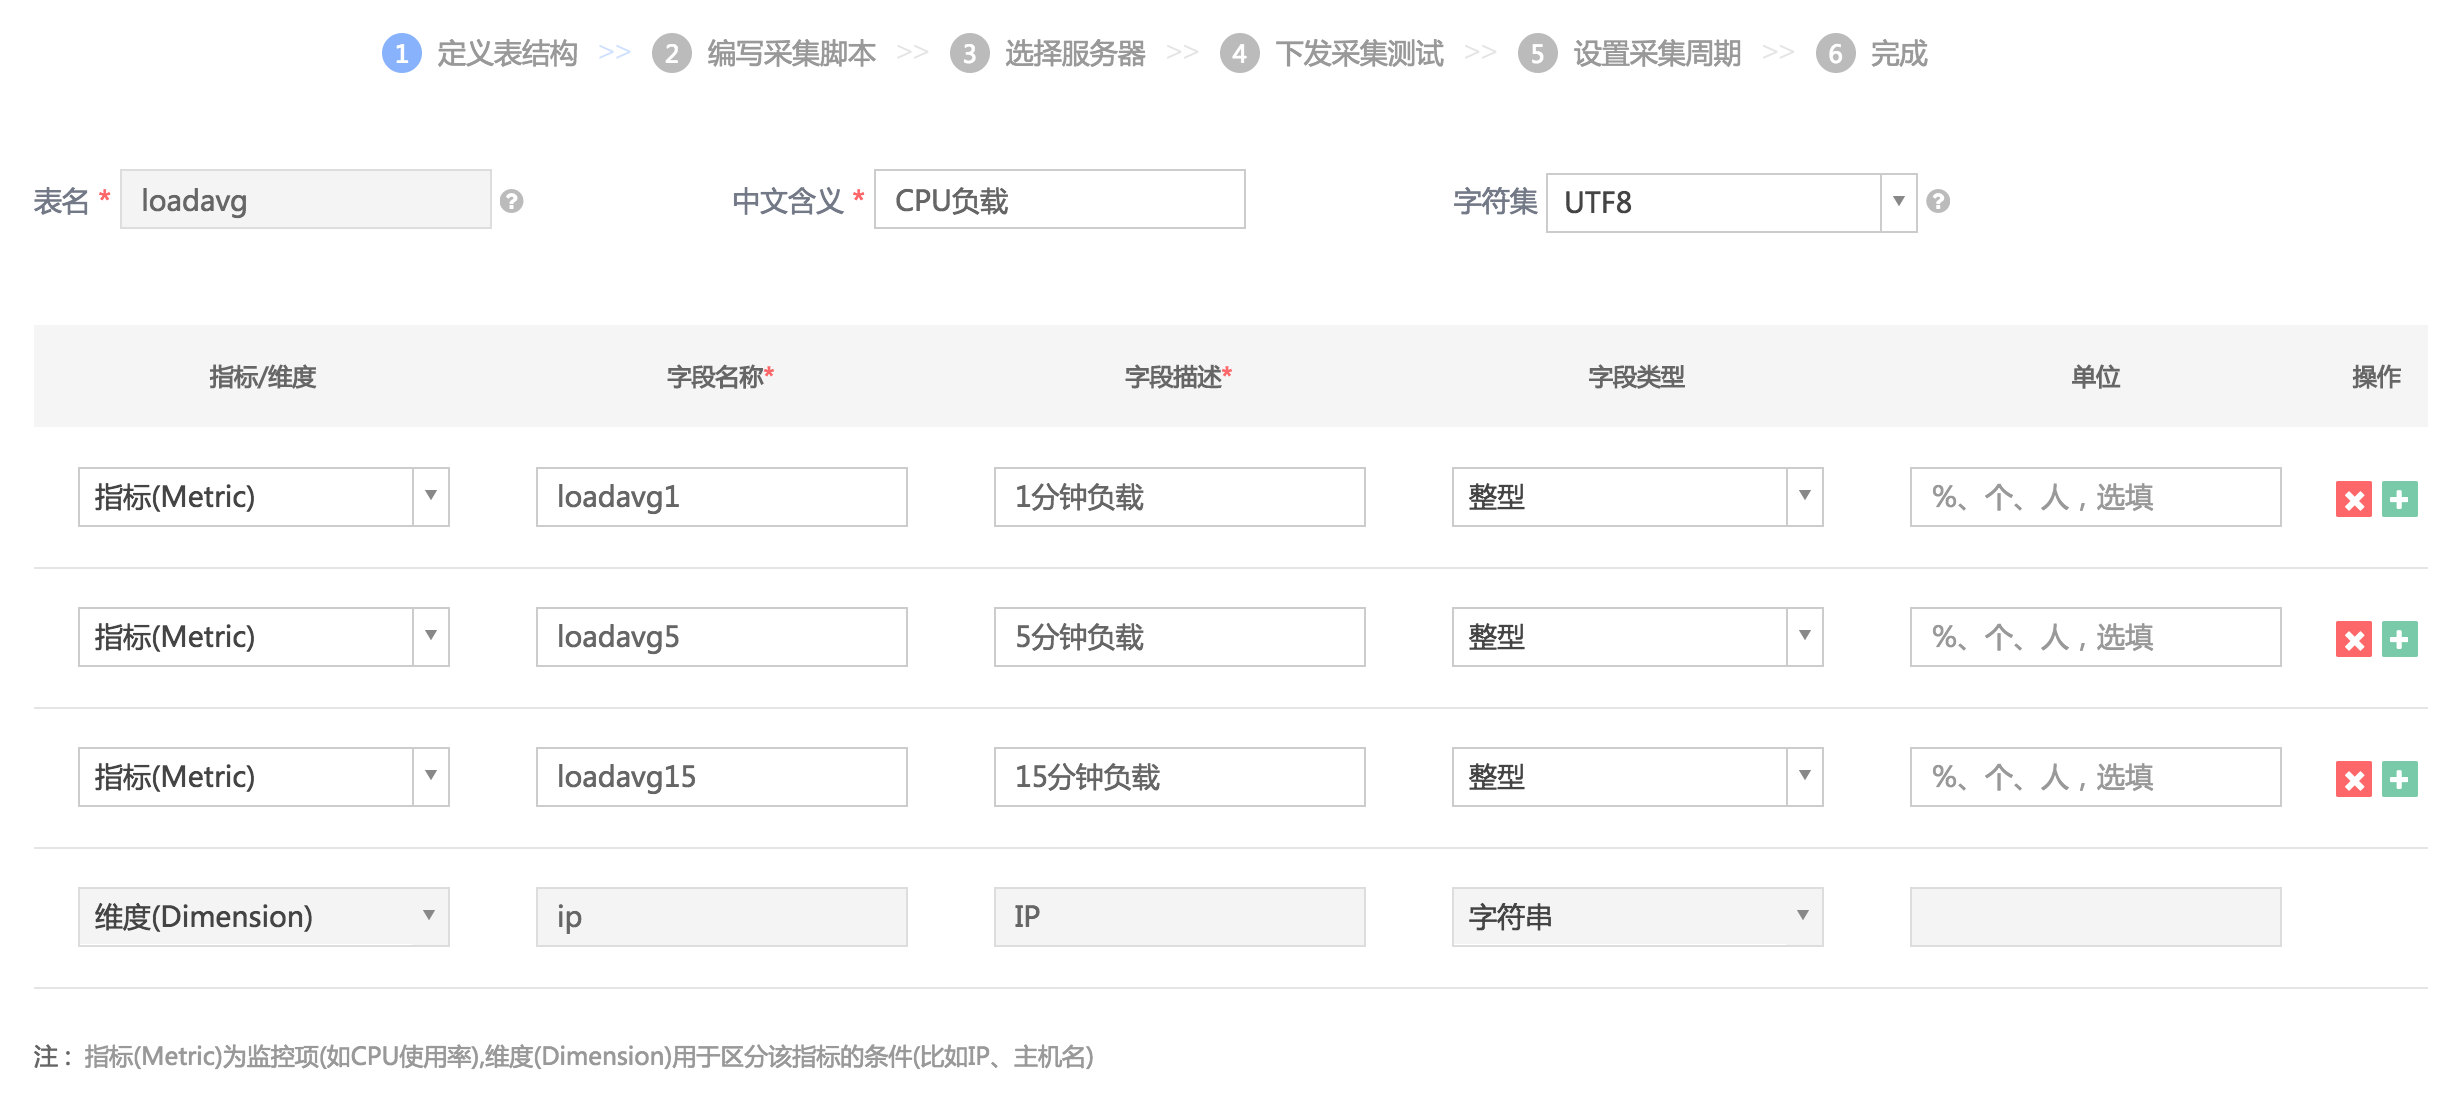 1 定义表结构 >> 2 编写采集脚本 >> 3 选择服务器 >> 4 下发采集测试 >> 5 设置采集周期 >> 6 完成
表名 * loadavg ? 中文含义 * CPU负载 字符集 UTF8 ?
指标/维度 字段名称* 字段描述* 字段类型 单位 操作
指标(Metric) loadavg1 1分钟负载 整型 %、个、人，选填
指标(Metric) loadavg5 5分钟负载 整型 %、个、人，选填
指标(Metric) loadavg15 15分钟负载 整型 %、个、人，选填
维度(Dimension) ip IP 字符串
注：指标(Metric)为监控项(如CPU使用率),维度(Dimension)用于区分该指标的条件(比如IP、主机名)